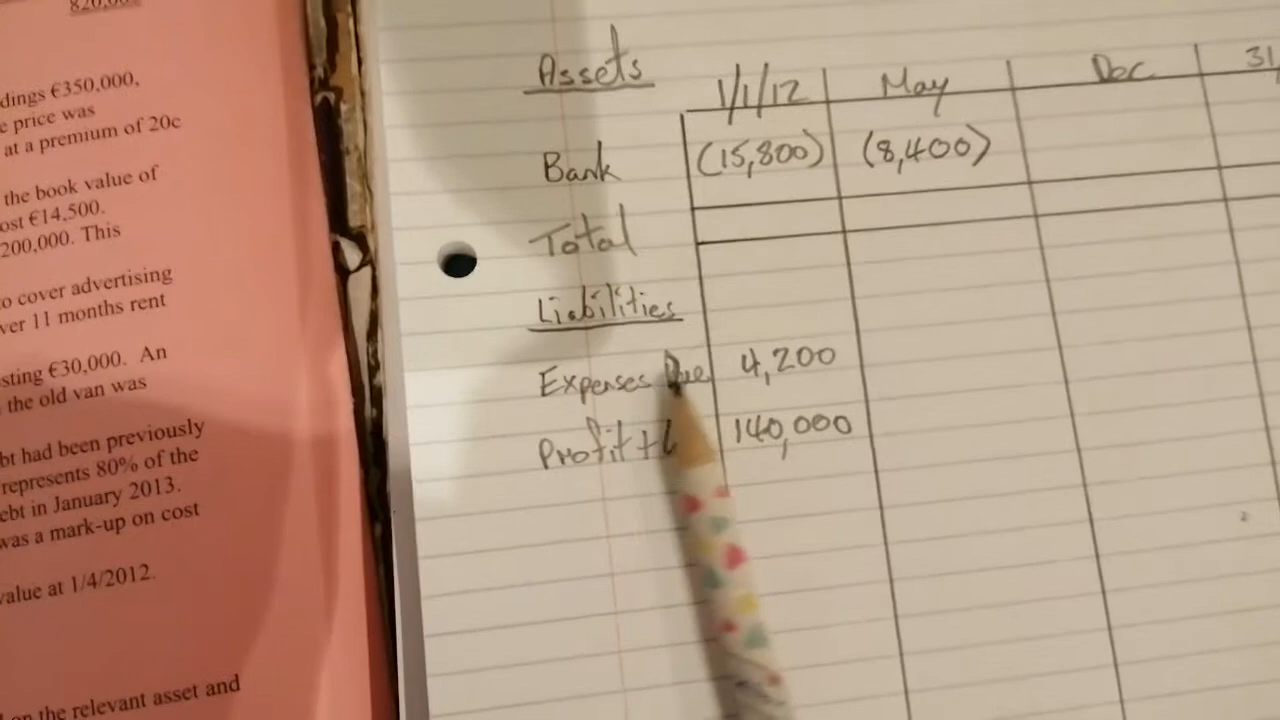 820,00
dings €350,000,
e price was
at a premium of 20c
the book value of
ost €14,500.
200,000. This
o cover advertising
ver 11 months rent
sting €30,000. An
the old van was
bt had been previously
represents 80% of the
ebt in January 2013.
was a mark-up on cost
value at 1/4/2012.
on the relevant asset and
Assets
1/1/12 May Dec 31
Bank (15,800) (8,400)
Total
Liabilities
Expenses Due 4,200
Profit + L 140,000